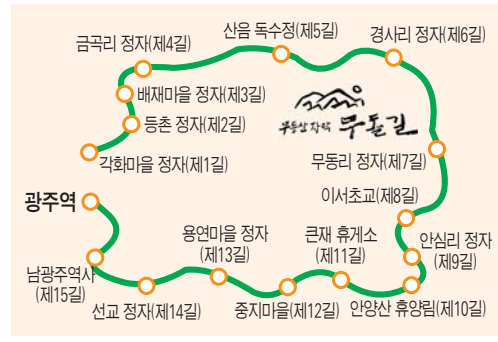 산음 독수정(제5길)
금곡리 정자(제4길)
경사리 정자(제6길)
배재마을 정자(제3길)
등촌 정자(제2길)
무등산자락 무돌길
각화마을 정자(제1길)
무동리 정자(제7길)
광주역
이서초교(제8길)
안심리 정자
(제9길)
용연마을 정자
(제13길)
큰재 휴게소
(제11길)
남광주역사
(제15길)
선교 정자(제14길)
중지마을(제12길)
안양산 휴양림(제10길)